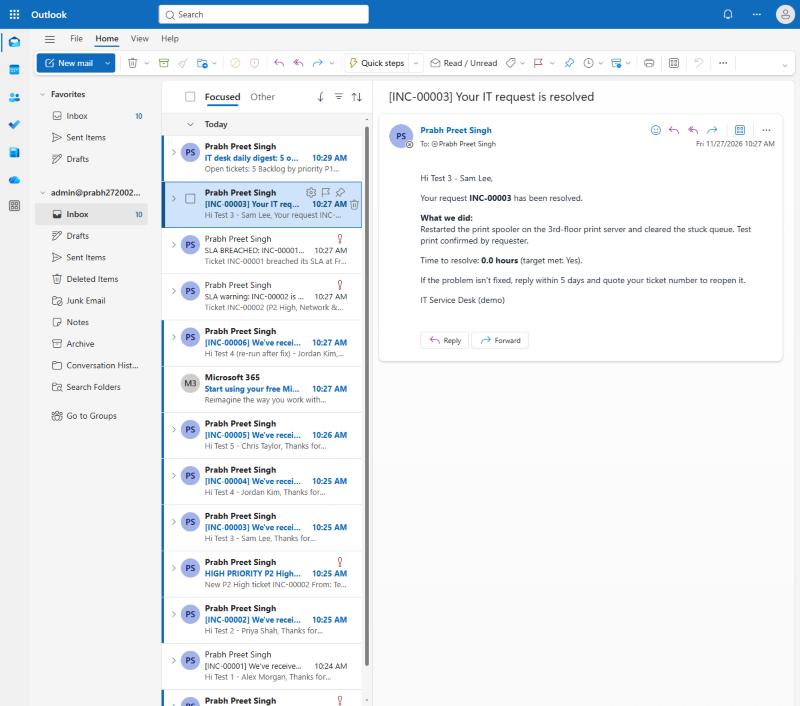 Outlook
Search
File Home View Help
New mail
Quick steps
Read / Unread
Favorites
Inbox 10
Sent Items
Drafts
admin@prabh272002...
Inbox 10
Drafts
Sent Items
Deleted Items
Junk Email
Notes
Archive
Conversation Hist...
Search Folders
Go to Groups
Focused Other
Today
PS
Prabh Preet Singh
IT desk daily digest: 5 o... 10:29 AM
Open tickets: 5 Backlog by priority P1...
Prabh Preet Singh
[INC-00003] Your IT req... 10:27 AM
Hi Test 3 - Sam Lee, Your request INC-...
PS
Prabh Preet Singh
SLA BREACHED: INC-00001... 10:27 AM
Ticket INC-00001 breached its SLA at Fr...
PS
Prabh Preet Singh
SLA warning: INC-00002 is ... 10:27 AM
Ticket INC-00002 (P2 High, Network &...
PS
Prabh Preet Singh
[INC-00006] We've recei... 10:27 AM
Hi Test 4 (re-run after fix) - Jordan Kim,...
M3
Microsoft 365
Start using your free Mi... 10:27 AM
Reimagine the way you work with...
PS
Prabh Preet Singh
[INC-00005] We've recei... 10:26 AM
Hi Test 5 - Chris Taylor, Thanks for...
PS
Prabh Preet Singh
[INC-00004] We've recei... 10:25 AM
Hi Test 4 - Jordan Kim, Thanks for...
PS
Prabh Preet Singh
[INC-00003] We've recei... 10:25 AM
Hi Test 3 - Sam Lee, Thanks for...
PS
Prabh Preet Singh
HIGH PRIORITY P2 High... 10:25 AM
New P2 High ticket INC-00002 From: Te...
PS
Prabh Preet Singh
[INC-00002] We've recei... 10:25 AM
Hi Test 2 - Priya Shah, Thanks for...
PS
Prabh Preet Singh
[INC-00001] We've receive... 10:24 AM
Hi Test 1 - Alex Morgan, Thanks for...
PS
Prabh Preet Singh
[INC-00003] Your IT request is resolved
PS
Prabh Preet Singh
To: Prabh Preet Singh
Fri 11/27/2026 10:27 AM
Hi Test 3 - Sam Lee,
Your request INC-00003 has been resolved.
What we did:
Restarted the print spooler on the 3rd-floor print server and cleared the stuck queue. Test
print confirmed by requester.
Time to resolve: 0.0 hours (target met: Yes).
If the problem isn't fixed, reply within 5 days and quote your ticket number to reopen it.
IT Service Desk (demo)
Reply
Forward